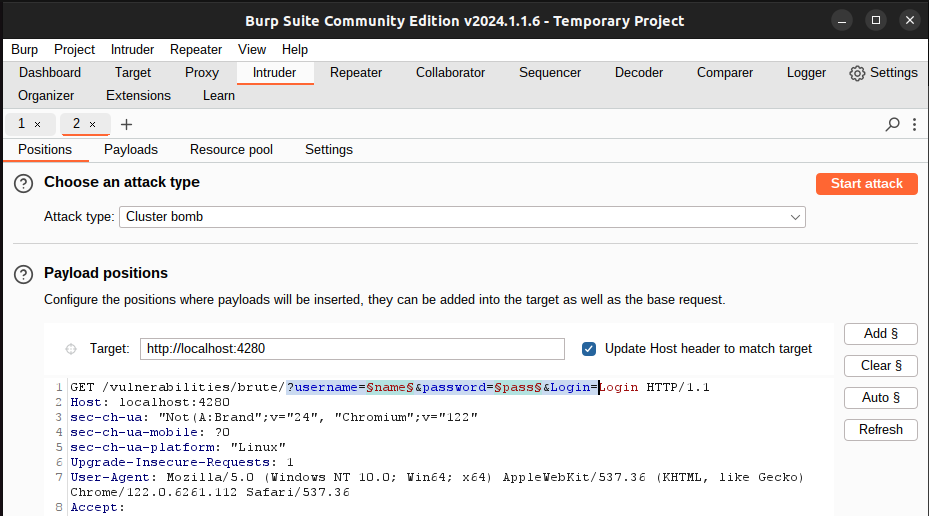 Burp Suite Community Edition v2024.1.1.6 - Temporary Project
Burp Project Intruder Repeater View Help
Dashboard Target Proxy Intruder Repeater Collaborator Sequencer Decoder Comparer Logger Settings
Organizer Extensions Learn
1 × 2 × +
Positions Payloads Resource pool Settings
? Choose an attack type Start attack
Attack type: Cluster bomb
? Payload positions
Configure the positions where payloads will be inserted, they can be added into the target as well as the base request.
Add §
Target: http://localhost:4280 Update Host header to match target
Clear §
1 GET /vulnerabilities/brute/?username=§name§&password=§pass§&Login=Login HTTP/1.1
2 Host: localhost:4280
Auto §
3 sec-ch-ua: "Not(A:Brand";v="24", "Chromium";v="122"
4 sec-ch-ua-mobile: ?0
Refresh
5 sec-ch-ua-platform: "Linux"
6 Upgrade-Insecure-Requests: 1
7 User-Agent: Mozilla/5.0 (Windows NT 10.0; Win64; x64) AppleWebKit/537.36 (KHTML, like Gecko)
Chrome/122.0.6261.112 Safari/537.36
8 Accept: